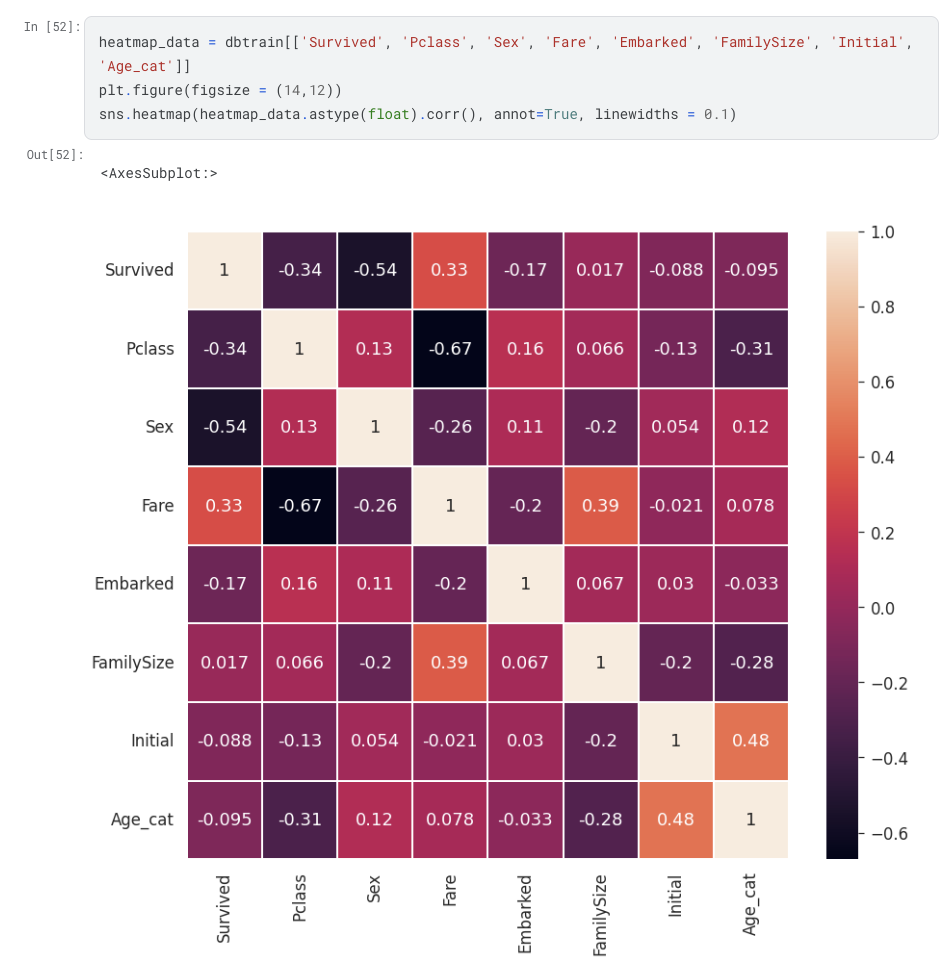 In [52]:
heatmap_data = dbtrain[['Survived', 'Pclass', 'Sex', 'Fare', 'Embarked', 'FamilySize', 'Initial',
'Age_cat']]
plt.figure(figsize = (14,12))
sns.heatmap(heatmap_data.astype(float).corr(), annot=True, linewidths = 0.1)
Out[52]:
<AxesSubplot:>
Survived 1 -0.34 -0.54 0.33 -0.17 0.017 -0.088 -0.095
Pclass -0.34 1 0.13 -0.67 0.16 0.066 -0.13 -0.31
Sex -0.54 0.13 1 -0.26 0.11 -0.2 0.054 0.12
Fare 0.33 -0.67 -0.26 1 -0.2 0.39 -0.021 0.078
Embarked -0.17 0.16 0.11 -0.2 1 0.067 0.03 -0.033
FamilySize 0.017 0.066 -0.2 0.39 0.067 1 -0.2 -0.28
Initial -0.088 -0.13 0.054 -0.021 0.03 -0.2 1 0.48
Age_cat -0.095 -0.31 0.12 0.078 -0.033 -0.28 0.48 1
Survived Pclass Sex Fare Embarked FamilySize Initial Age_cat
1.0
0.8
0.6
0.4
0.2
0.0
−0.2
−0.4
−0.6